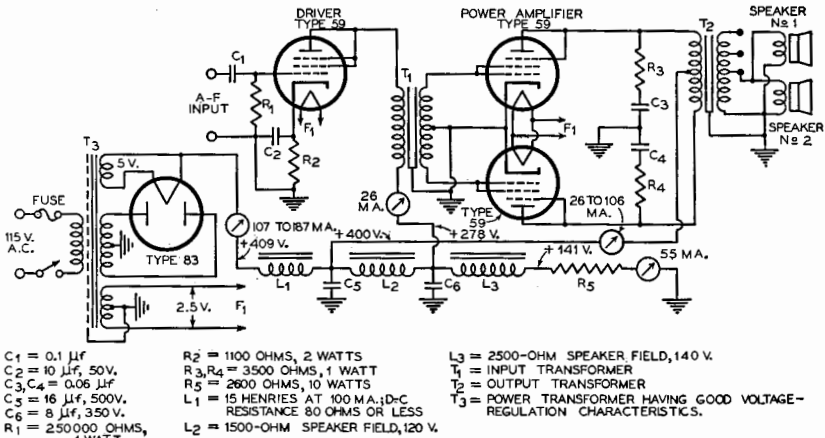 DRIVER
TYPE 59
POWER AMPLIFIER
TYPE 59
T2
SPEAKER
No 1
C1
A-F
INPUT
R1
F1
T1
R3
C3
F1
C4
R4
SPEAKER
No 2
C2
R2
T3
5 V.
FUSE
115 V.
A.C.
TYPE 83
2.5 V.
F1
26
MA.
TYPE
59
26 TO 106
MA.
107 TO 187 MA.
+409 V.
+400 V.
+278 V.
+141 V.
55 MA.
L1
C5
L2
C6
L3
R5
C1 = 0.1 µf
C2 = 10 µf, 50V.
C3,C4 = 0.06 µf
C5 = 16 µf, 500V.
C6 = 8 µf, 350 V.
R1 = 250000 OHMS,
1 WATT
R2 = 1100 OHMS, 2 WATTS
R3,R4 = 3500 OHMS, 1 WATT
R5 = 2600 OHMS, 10 WATTS
L1 = 15 HENRIES AT 100 MA.; D-C
RESISTANCE 80 OHMS OR LESS
L2 = 1500-OHM SPEAKER FIELD, 120 V.
L3 = 2500-OHM SPEAKER FIELD, 140 V.
T1 = INPUT TRANSFORMER
T2 = OUTPUT TRANSFORMER
T3 = POWER TRANSFORMER HAVING GOOD VOLTAGE-
REGULATION CHARACTERISTICS.